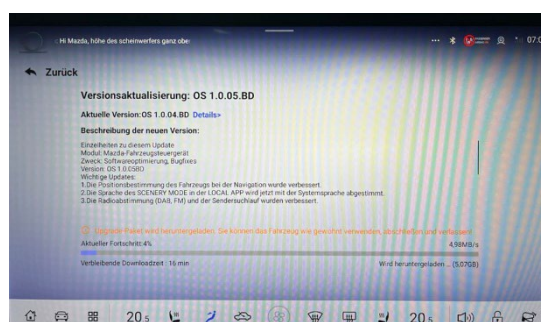 Hi Mazda, höhe des scheinwerfers ganz obe
07:0
Zurück
Versionsaktualisierung: OS 1.0.05.BD
Aktuelle Version:OS 1.0.04.BD Details>
Beschreibung der neuen Version:
Einzelheiten zu diesem Update
Modul: Mazda-Fahrzeugsteuergerät
Zweck: Softwareoptimierung, Bugfixes
Version: OS 1.0.05BD
Wichtige Updates:
1.Die Positionsbestimmung des Fahrzeugs bei der Navigation wurde verbessert.
2.Die Sprache des SCENERY MODE in der LOCAL APP wird jetzt mit der Systemsprache abgestimmt.
3.Die Radioabstimmung (DAB, FM) und der Sendersuchlauf wurden verbessert.
Upgrade-Paket wird heruntergeladen. Sie können das Fahrzeug wie gewohnt verwenden, abschließen und verlassen!
Aktueller Fortschritt: 4% 4,98MB/s
Verbleibende Downloadzeit : 16 min Wird heruntergeladen ... (5,07GB)
20.5 20.5